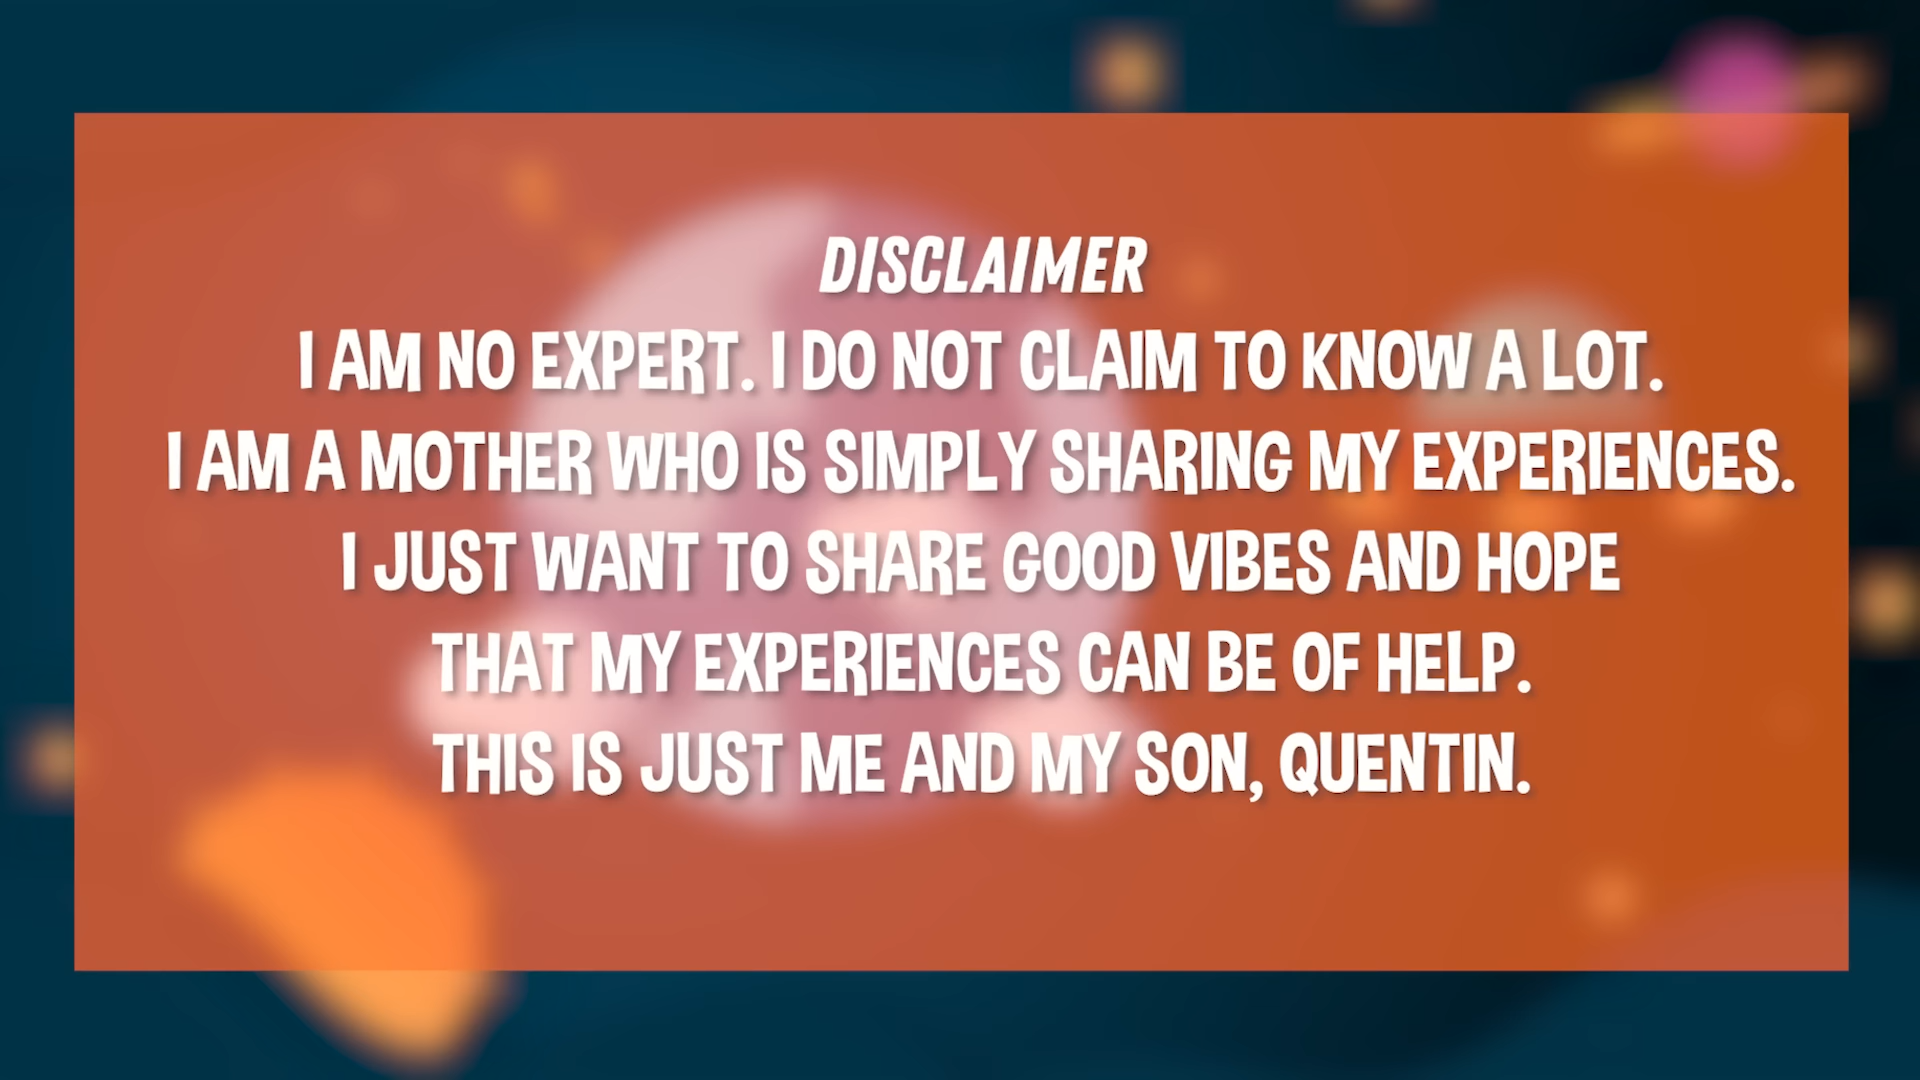 DISCLAIMER
I AM NO EXPERT. I DO NOT CLAIM TO KNOW A LOT.
I AM A MOTHER WHO IS SIMPLY SHARING MY EXPERIENCES.
I JUST WANT TO SHARE GOOD VIBES AND HOPE
THAT MY EXPERIENCES CAN BE OF HELP.
THIS IS JUST ME AND MY SON, QUENTIN.